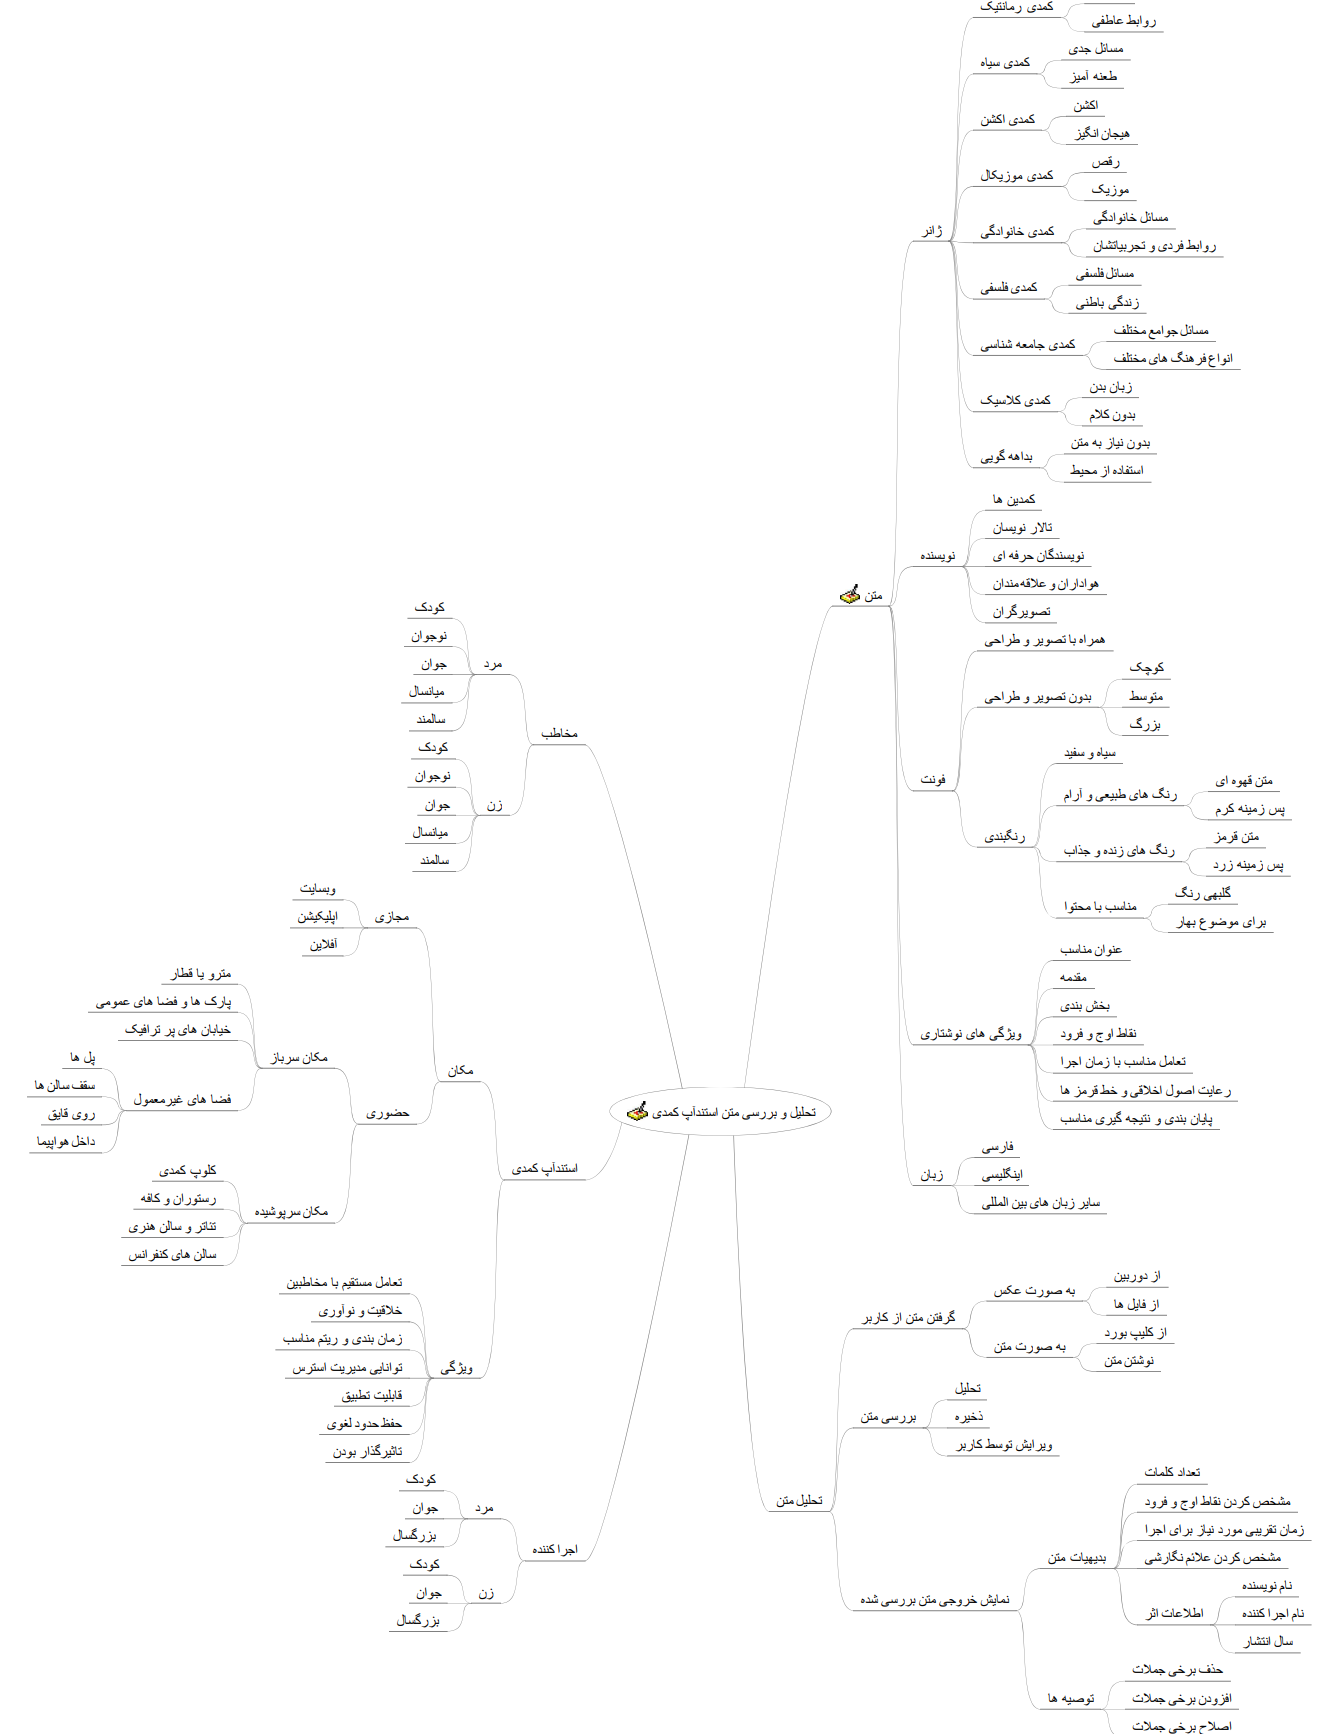 تحلیل و بررسی متن استندآپ کمدی
متن
ژانر
کمدی رمانتیک
روابط عاطفی
کمدی سیاه
مسائل جدی
طعنه آمیز
کمدی اکشن
اکشن
هیجان انگیز
کمدی موزیکال
رقص
موزیک
کمدی خانوادگی
مسائل خانوادگی
روابط فردی و تجربیاتشان
کمدی فلسفی
مسائل فلسفی
زندگی باطنی
کمدی جامعه شناسی
مسائل جوامع مختلف
انواع فرهنگ های مختلف
کمدی کلاسیک
زبان بدن
بدون کلام
بداهه گویی
بدون نیاز به متن
استفاده از محیط
نویسنده
کمدین ها
تالار نویسان
نویسندگان حرفه ای
هواداران و علاقه مندان
تصویرگران
فونت
همراه با تصویر و طراحی
بدون تصویر و طراحی
کوچک
متوسط
بزرگ
رنگبندی
سیاه و سفید
رنگ های طبیعی و آرام
متن قهوه ای
پس زمینه کرم
رنگ های زنده و جذاب
متن قرمز
پس زمینه زرد
مناسب با محتوا
گلبهی رنگ
برای موضوع بهار
ویژگی های نوشتاری
عنوان مناسب
مقدمه
بخش بندی
نقاط اوج و فرود
تعامل مناسب با زمان اجرا
رعایت اصول اخلاقی و خط قرمز ها
پایان بندی و نتیجه گیری مناسب
زبان
فارسی
اینگلیسی
سایر زبان های بین المللی
تحلیل متن
گرفتن متن از کاربر
به صورت عکس
از دوربین
از فایل ها
به صورت متن
از کلیپ بورد
نوشتن متن
بررسی متن
تحلیل
ذخیره
ویرایش توسط کاربر
نمایش خروجی متن بررسی شده
بدیهیات متن
تعداد کلمات
مشخص کردن نقاط اوج و فرود
زمان تقریبی مورد نیاز برای اجرا
مشخص کردن علائم نگارشی
اطلاعات اثر
نام نویسنده
نام اجرا کننده
سال انتشار
توصیه ها
حذف برخی جملات
افزودن برخی جملات
اصلاح برخی جملات
مخاطب
مرد
کودک
نوجوان
جوان
میانسال
سالمند
زن
کودک
نوجوان
جوان
میانسال
سالمند
استندآپ کمدی
مکان
مجازی
وبسایت
اپلیکیشن
آفلاین
حضوری
مکان سرباز
مترو یا قطار
پارک ها و فضا های عمومی
خیابان های پر ترافیک
فضا های غیرمعمول
پل ها
سقف سالن ها
روی قایق
داخل هواپیما
مکان سرپوشیده
کلوپ کمدی
رستوران و کافه
تئاتر و سالن هنری
سالن های کنفرانس
ویژگی
تعامل مستقیم با مخاطبین
خلاقیت و نوآوری
زمان بندی و ریتم مناسب
توانایی مدیریت استرس
قابلیت تطبیق
حفظ حدود لغوی
تاثیرگذار بودن
اجرا کننده
مرد
کودک
جوان
بزرگسال
زن
کودک
جوان
بزرگسال